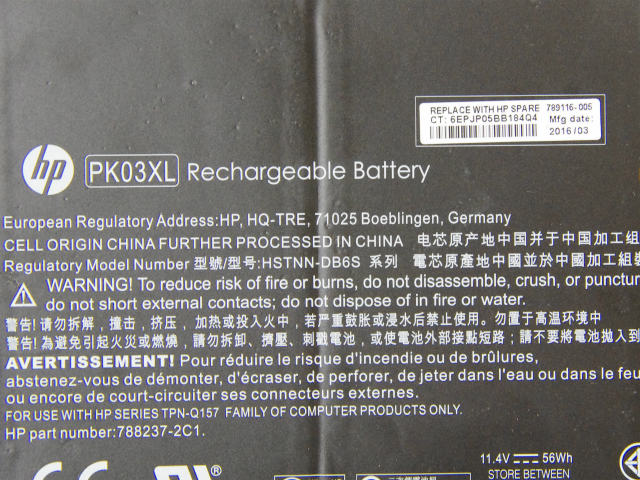 REPLACE WITH HP SPARE 789116-005
CT: 6EPJP05BB184Q4 Mfg date:
2016/03
hp PK03XL Rechargeable Battery
European Regulatory Address:HP, HQ-TRE, 71025 Boeblingen, Germany
CELL ORIGIN CHINA FURTHER PROCESSED IN CHINA 电芯原产地中国并于中国加工组
Regulatory Model Number 型號/型号:HSTNN-DB6S 系列 電芯原產地中國並於中國加工組裝
WARNING! To reduce risk of fire or burns, do not disassemble, crush, or punctur
do not short external contacts; do not dispose of in fire or water.
警告! 请勿拆解，撞击，挤压，加热或投入火中，若严重鼓胀或浸水后禁止使用。勿置于高温环境中
警告! 為避免引起火災或燃燒，請勿拆卸、擠壓、刺戳電池，或使電池外部接點短路；請不要將電池拋入到
AVERTISSEMENT! Pour réduire le risque d'incendie ou de brûlures,
abstenez-vous de démonter, d'écraser, de perforer, de jeter dans l'eau ou dans le feu
ou encore de court-circuiter ses connecteurs externes.
FOR USE WITH HP SERIES TPN-Q157 FAMILY OF COMPUTER PRODUCTS ONLY.
HP part number:788237-2C1.
11.4V 56Wh
STORE BETWEEN